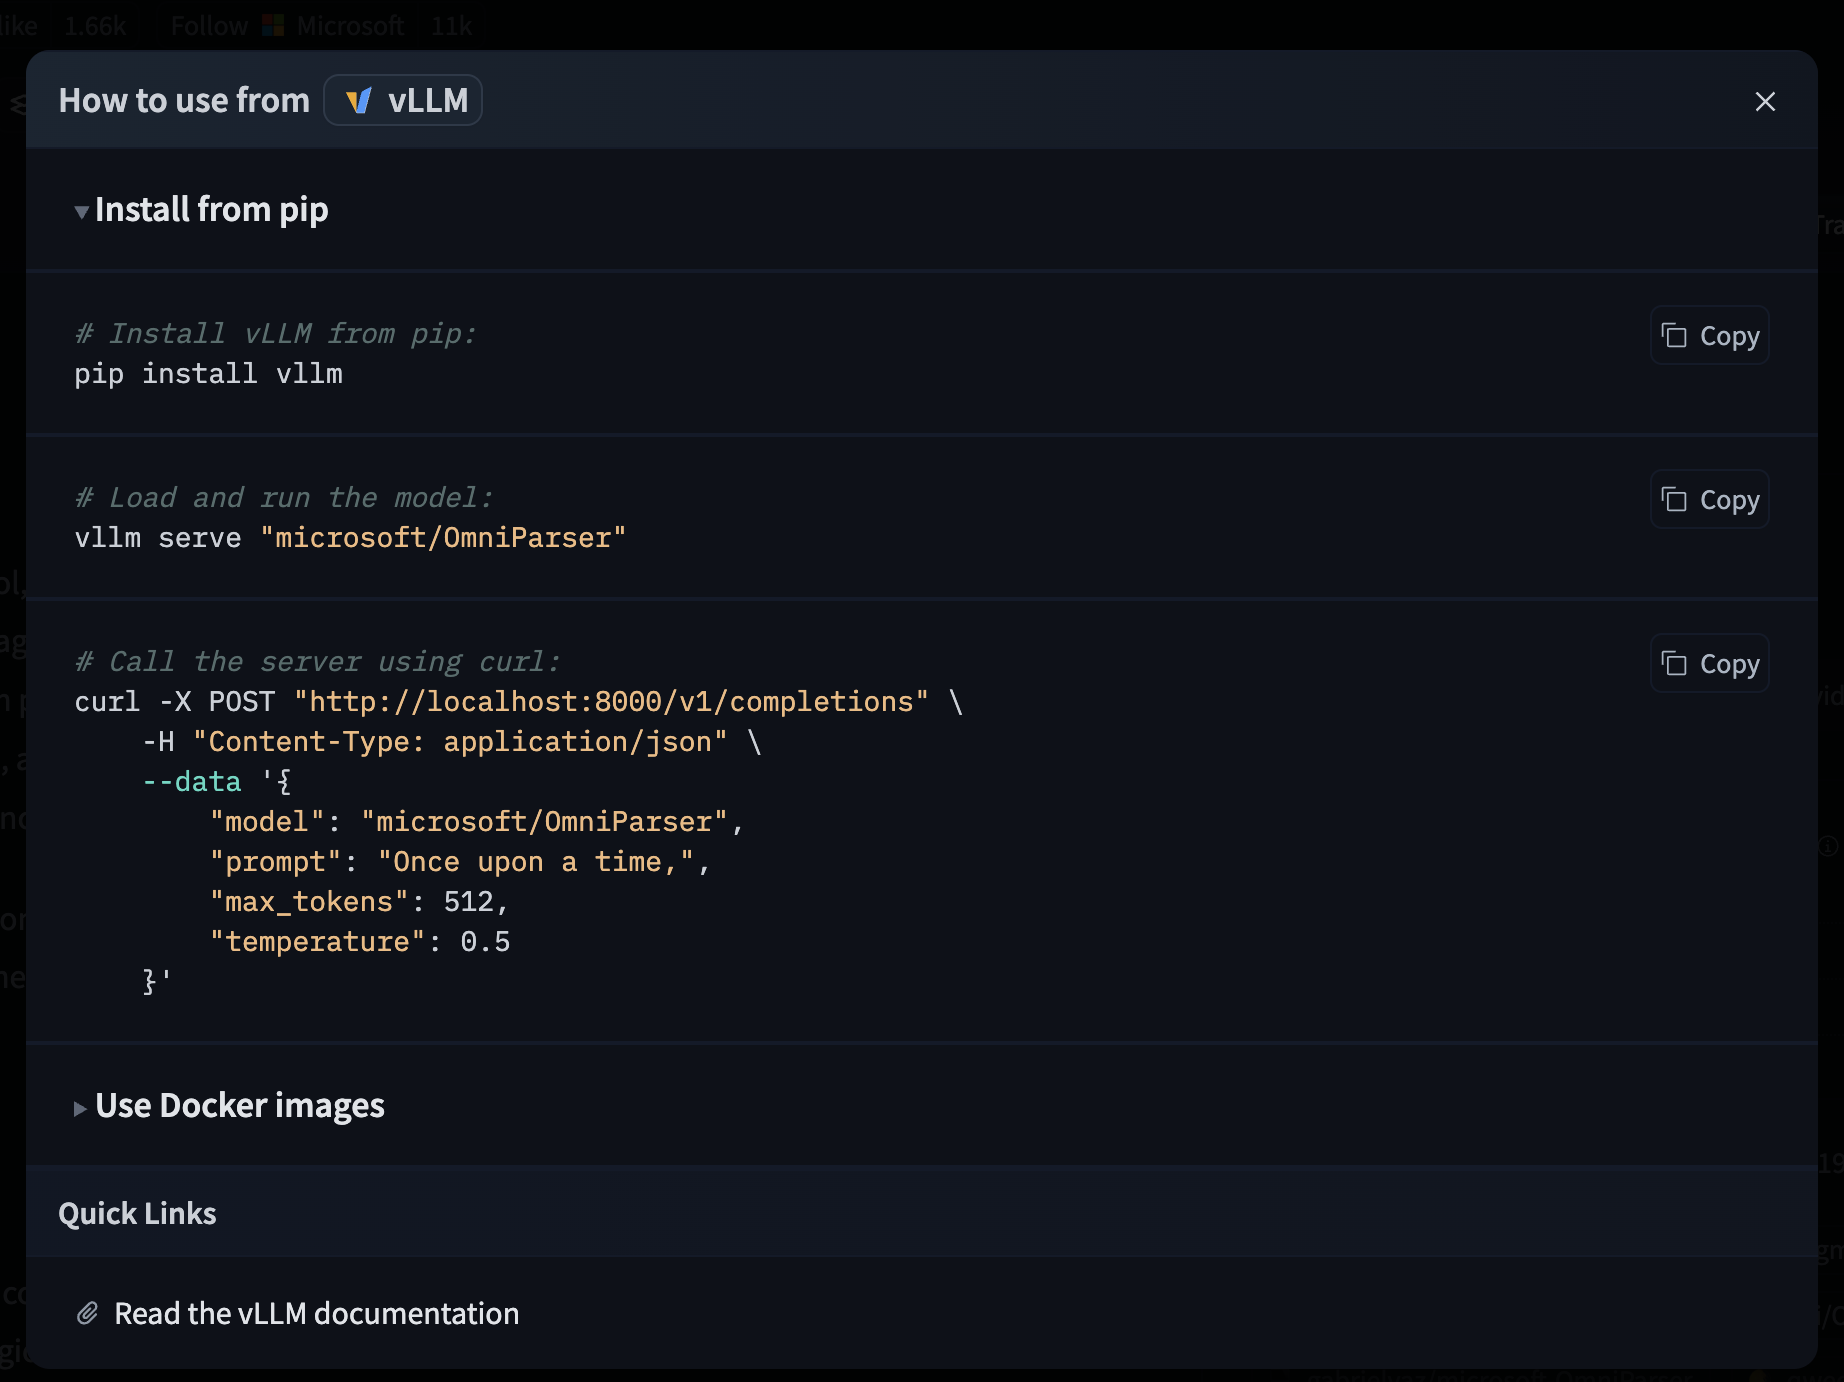 like 1.66k Follow Microsoft 11k
How to use from vLLM
Install from pip
# Install vLLM from pip:
pip install vllm
Copy
# Load and run the model:
vllm serve "microsoft/OmniParser"
Copy
# Call the server using curl:
curl -X POST "http://localhost:8000/v1/completions" \
    -H "Content-Type: application/json" \
    --data '{
        "model": "microsoft/OmniParser",
        "prompt": "Once upon a time,",
        "max_tokens": 512,
        "temperature": 0.5
    }'
Copy
Use Docker images
Quick Links
Read the vLLM documentation